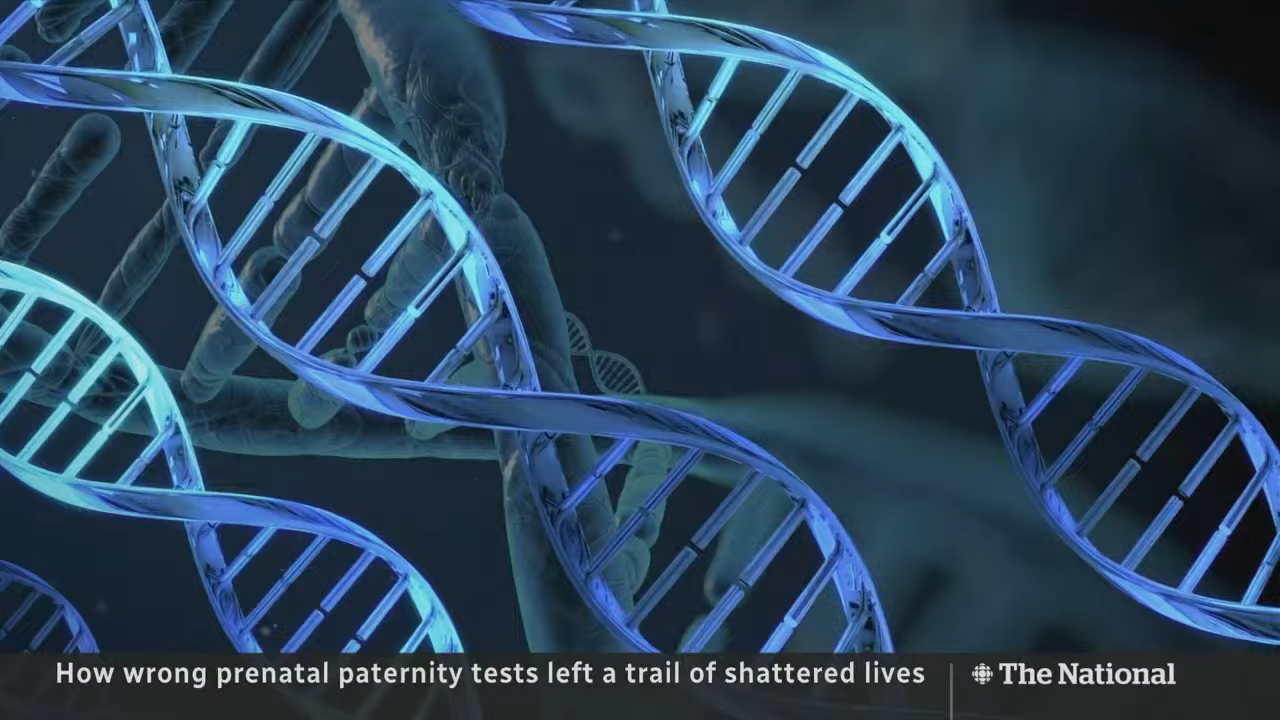 How wrong prenatal paternity tests left a trail of shattered lives
The National